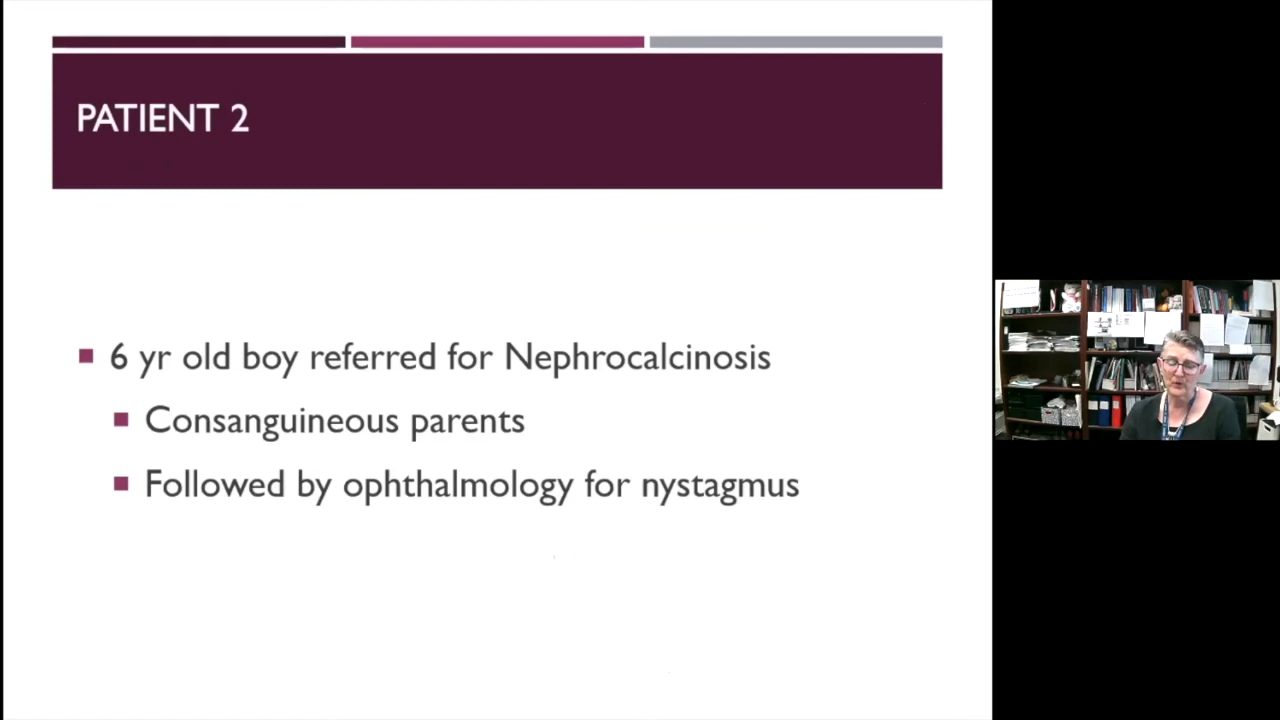 PATIENT 2
6 yr old boy referred for Nephrocalcinosis
Consanguineous parents
Followed by ophthalmology for nystagmus